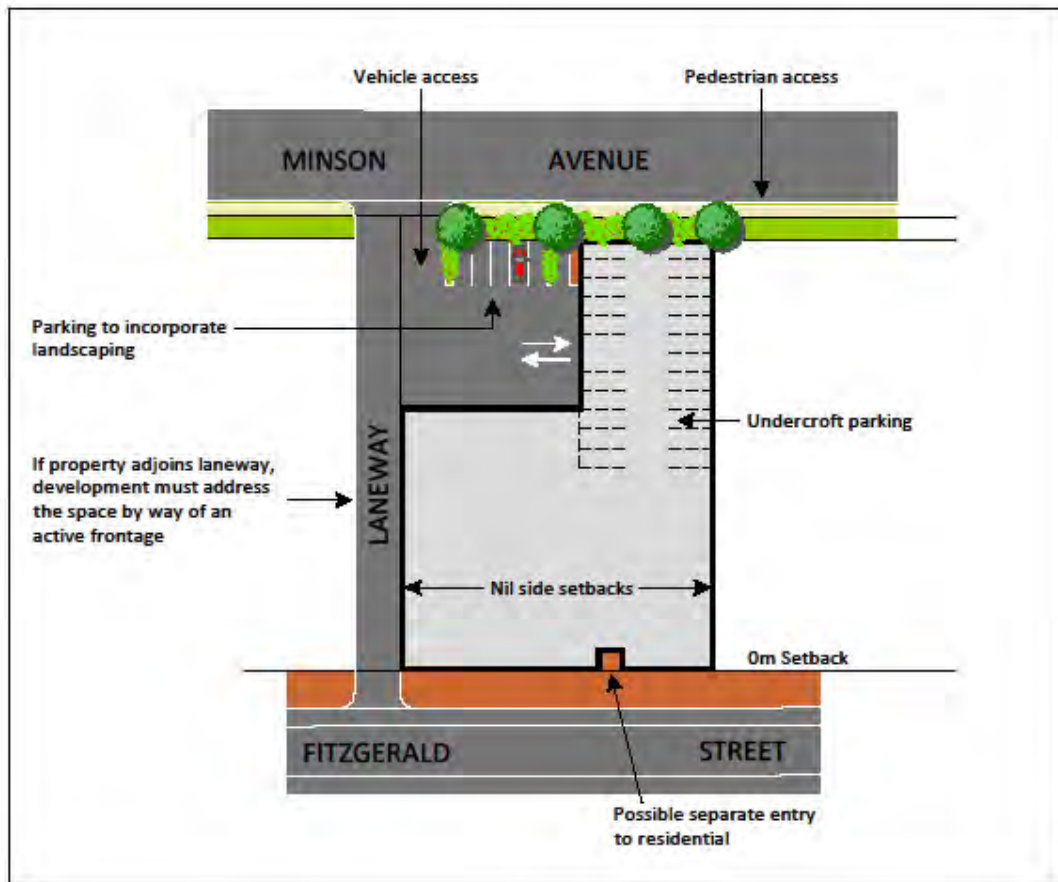 Vehicle access
Pedestrian access
MINSON AVENUE
Parking to incorporate
landscaping
Undercroft parking
If property adjoins laneway,
development must address
the space by way of an
active frontage
LANEWAY
Nil side setbacks
0m Setback
FITZGERALD STREET
Possible separate entry
to residential